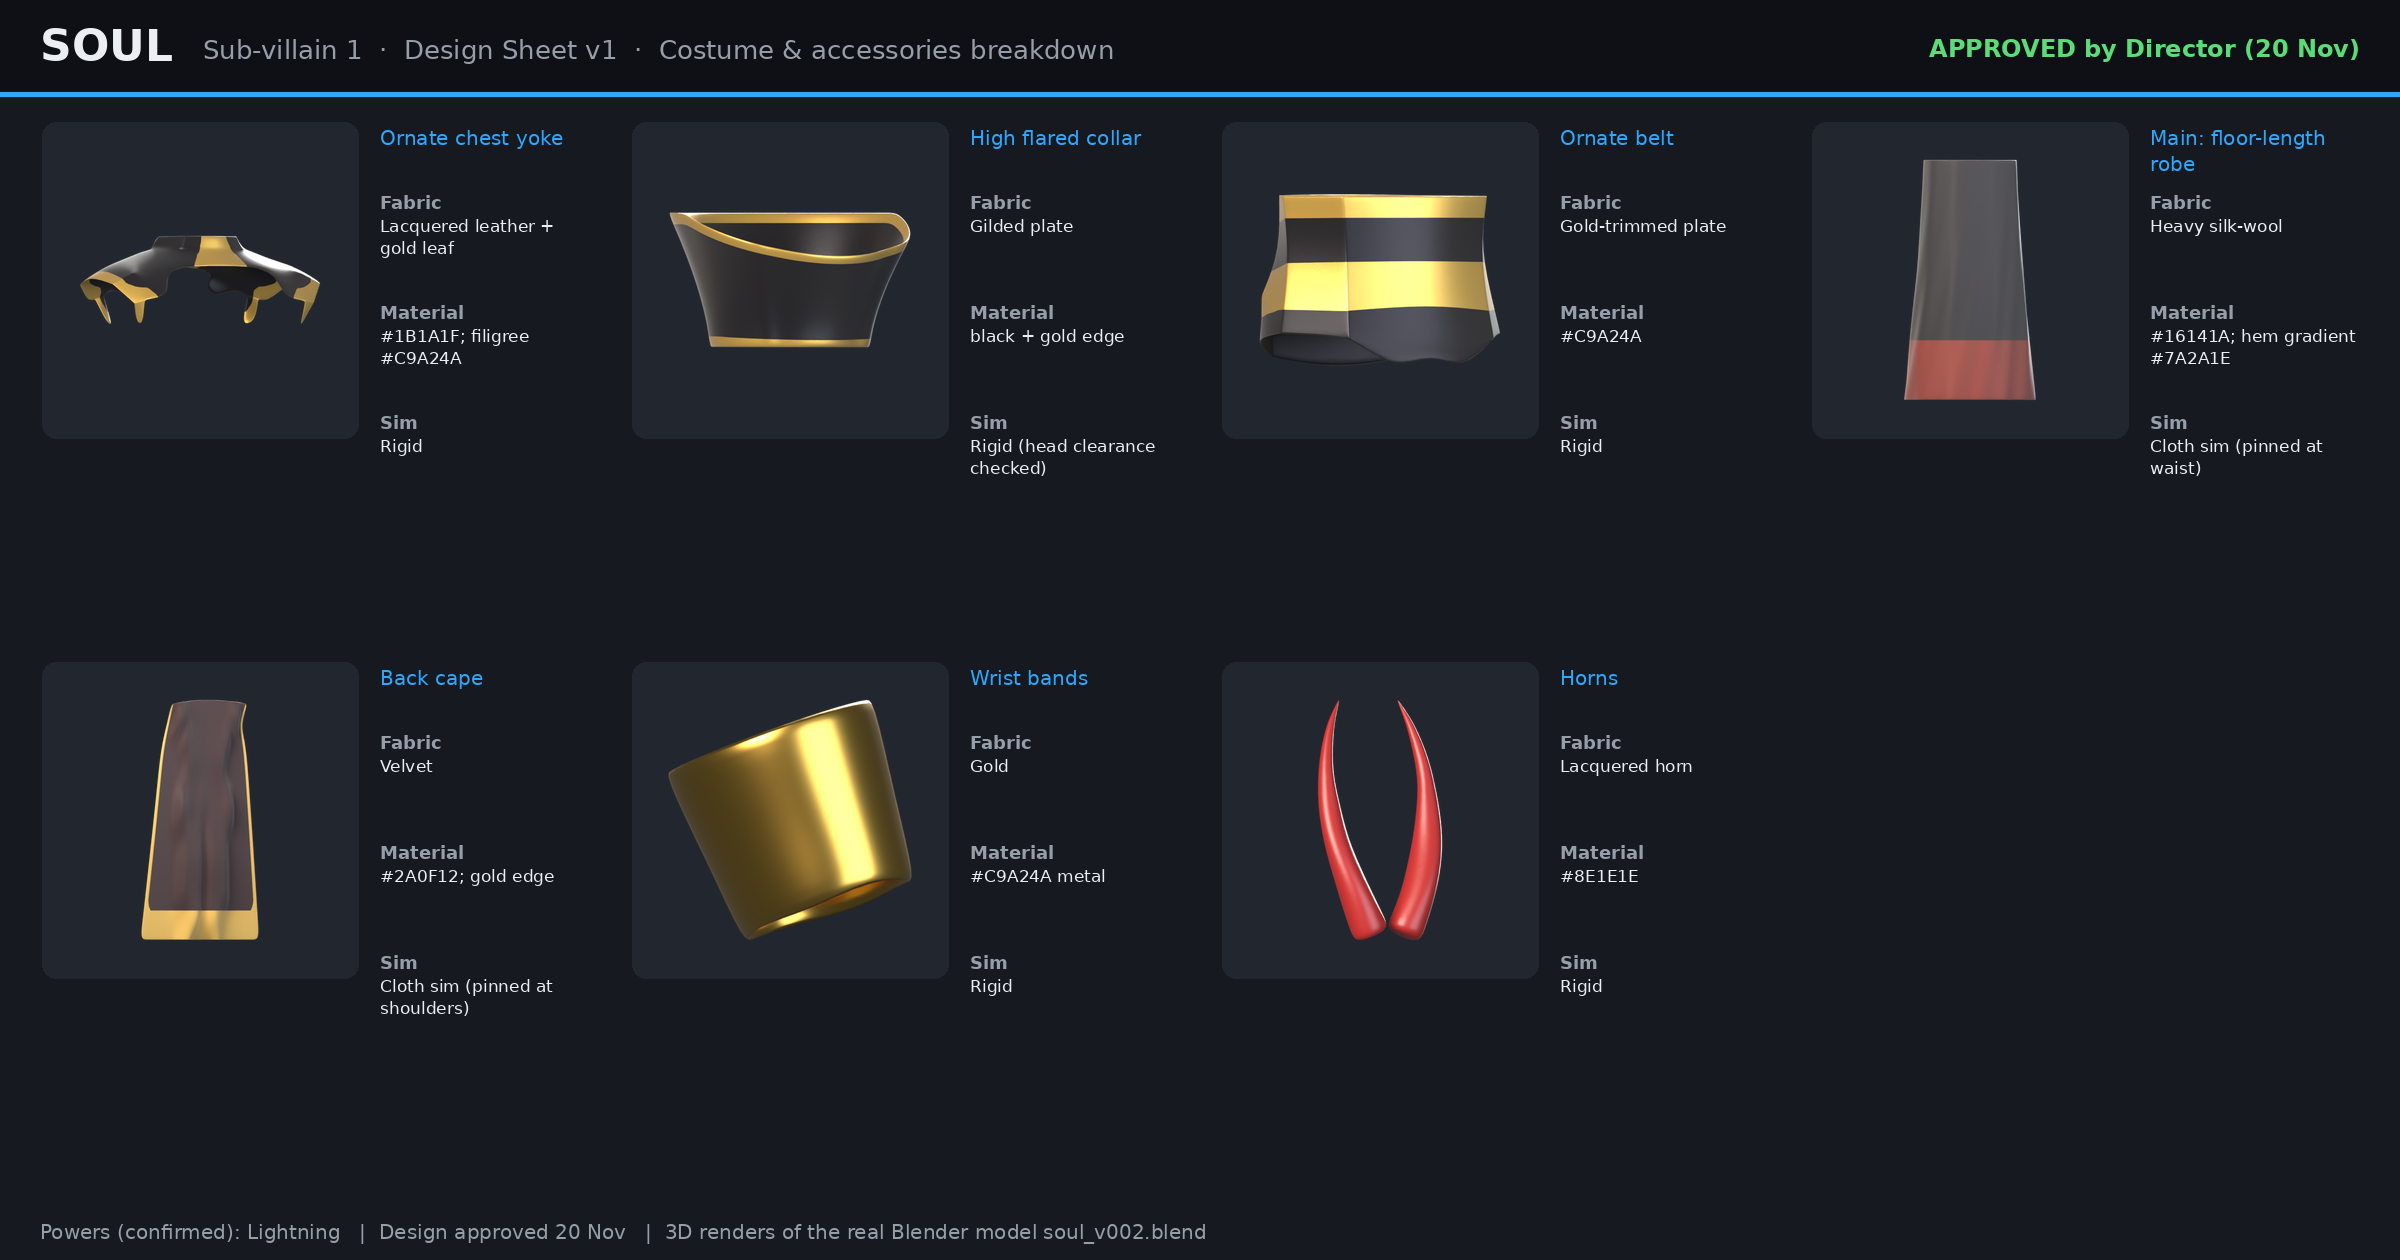 SOUL Sub-villain 1 · Design Sheet v1 · Costume & accessories breakdown
APPROVED by Director (20 Nov)
Ornate chest yoke
Fabric
Lacquered leather +
gold leaf
Material
#1B1A1F; filigree
#C9A24A
Sim
Rigid
High flared collar
Fabric
Gilded plate
Material
black + gold edge
Sim
Rigid (head clearance
checked)
Ornate belt
Fabric
Gold-trimmed plate
Material
#C9A24A
Sim
Rigid
Main: floor-length
robe
Fabric
Heavy silk-wool
Material
#16141A; hem gradient
#7A2A1E
Sim
Cloth sim (pinned at
waist)
Back cape
Fabric
Velvet
Material
#2A0F12; gold edge
Sim
Cloth sim (pinned at
shoulders)
Wrist bands
Fabric
Gold
Material
#C9A24A metal
Sim
Rigid
Horns
Fabric
Lacquered horn
Material
#8E1E1E
Sim
Rigid
Powers (confirmed): Lightning | Design approved 20 Nov | 3D renders of the real Blender model soul_v002.blend